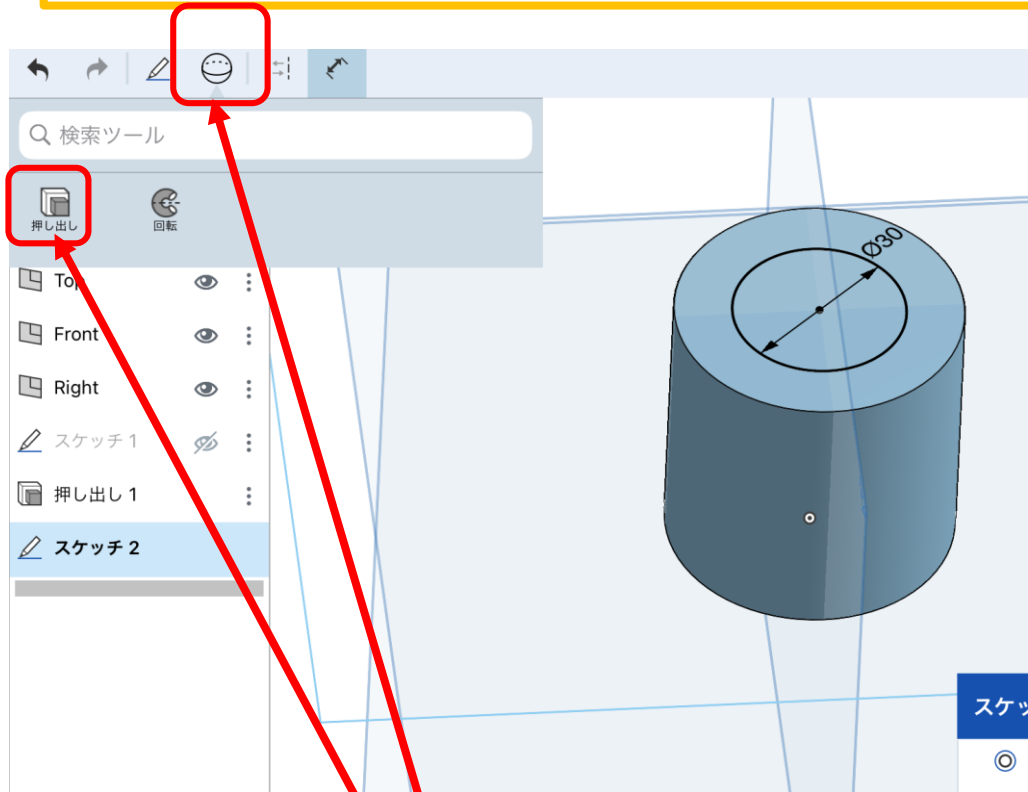 検索ツール
押し出し
回転
Top
Front
Right
スケッチ 1
押し出し 1
スケッチ 2
Ø30
スケッ